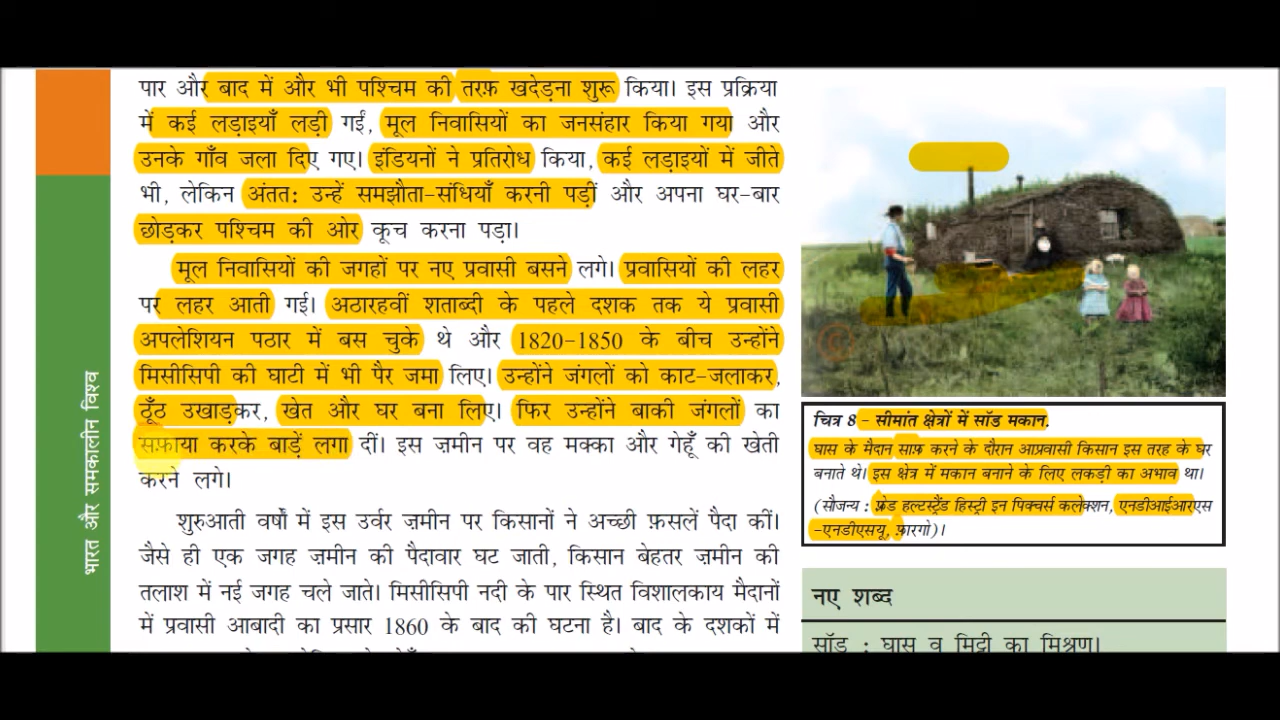 पार और बाद में और भी पश्चिम की तरफ़ खदेड़ना शुरू किया। इस प्रक्रिया
में कई लड़ाइयाँ लड़ी गईं, मूल निवासियों का जनसंहार किया गया और
उनके गाँव जला दिए गए। इंडियनों ने प्रतिरोध किया, कई लड़ाइयों में जीते
भी, लेकिन अंततः उन्हें समझौता-संधियाँ करनी पड़ीं और अपना घर-बार
छोड़कर पश्चिम की ओर कूच करना पड़ा।
मूल निवासियों की जगहों पर नए प्रवासी बसने लगे। प्रवासियों की लहर
पर लहर आती गई। अठारहवीं शताब्दी के पहले दशक तक ये प्रवासी
अपलेशियन पठार में बस चुके थे और 1820-1850 के बीच उन्होंने
मिसीसिपी की घाटी में भी पैर जमा लिए। उन्होंने जंगलों को काट-जलाकर,
ठूँठ उखाड़कर, खेत और घर बना लिए। फिर उन्होंने बाकी जंगलों का
सफ़ाया करके बाड़ें लगा दीं। इस ज़मीन पर वह मक्का और गेहूँ की खेती
करने लगे।
शुरुआती वर्षों में इस उर्वर ज़मीन पर किसानों ने अच्छी फ़सलें पैदा कीं।
जैसे ही एक जगह ज़मीन की पैदावार घट जाती, किसान बेहतर ज़मीन की
तलाश में नई जगह चले जाते। मिसीसिपी नदी के पार स्थित विशालकाय मैदानों
में प्रवासी आबादी का प्रसार 1860 के बाद की घटना है। बाद के दशकों में
भारत और समकालीन विश्व
चित्र 8 - सीमांत क्षेत्रों में सॉड मकान.
घास के मैदान साफ़ करने के दौरान आप्रवासी किसान इस तरह के घर
बनाते थे। इस क्षेत्र में मकान बनाने के लिए लकड़ी का अभाव था।
(सौजन्य : फ़्रेड हल्टस्ट्रैंड हिस्ट्री इन पिक्चर्स कलेक्शन, एनडीआईआरएस
-एनडीएसयू, फ़ारगो)।
नए शब्द
सॉड : घास व मिट्टी का मिश्रण।